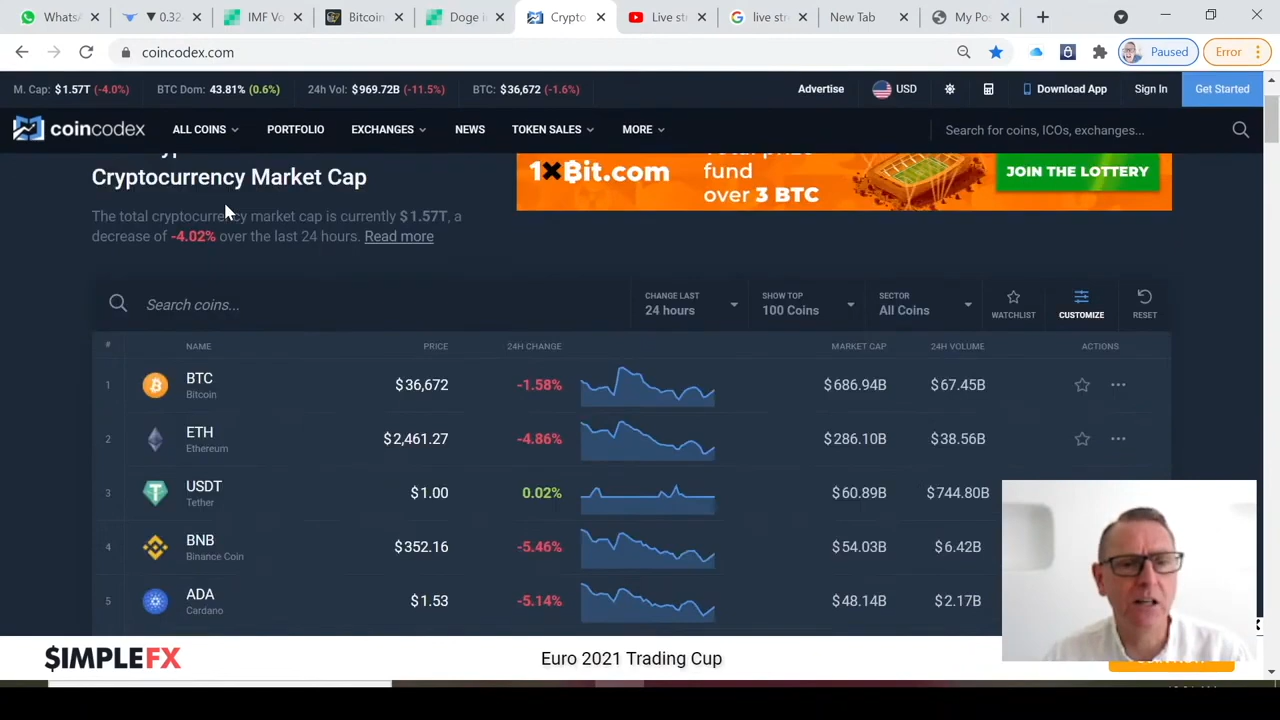 WhatsA
▼ 0.324
IMF Vo
Bitcoin
Doge in
Crypto
Live st
live stre
New Tab
My Pos
coincodex.com
Paused
Error
M. Cap: $1.57T (-4.0%)
BTC Dom: 43.81% (0.6%)
24h Vol: $969.72B (-11.5%)
BTC: $36,672 (-1.6%)
Advertise
USD
Download App
Sign In
Get Started
coincodex
ALL COINS
PORTFOLIO
EXCHANGES
NEWS
TOKEN SALES
MORE
Search for coins, ICOs, exchanges...
Cryptocurrency Market Cap
The total cryptocurrency market cap is currently $1.57T, a
decrease of -4.02% over the last 24 hours. Read more
1XBit.com
fund
over 3 BTC
JOIN THE LOTTERY
Search coins...
CHANGE LAST
24 hours
SHOW TOP
100 Coins
SECTOR
All Coins
WATCHLIST
CUSTOMIZE
RESET
# NAME PRICE 24H CHANGE MARKET CAP 24H VOLUME ACTIONS
1 BTC Bitcoin $36,672 -1.58% $686.94B $67.45B
2 ETH Ethereum $2,461.27 -4.86% $286.10B $38.56B
3 USDT Tether $1.00 0.02% $60.89B $744.80B
4 BNB Binance Coin $352.16 -5.46% $54.03B $6.42B
5 ADA Cardano $1.53 -5.14% $48.14B $2.17B
$IMPLEFX
Euro 2021 Trading Cup